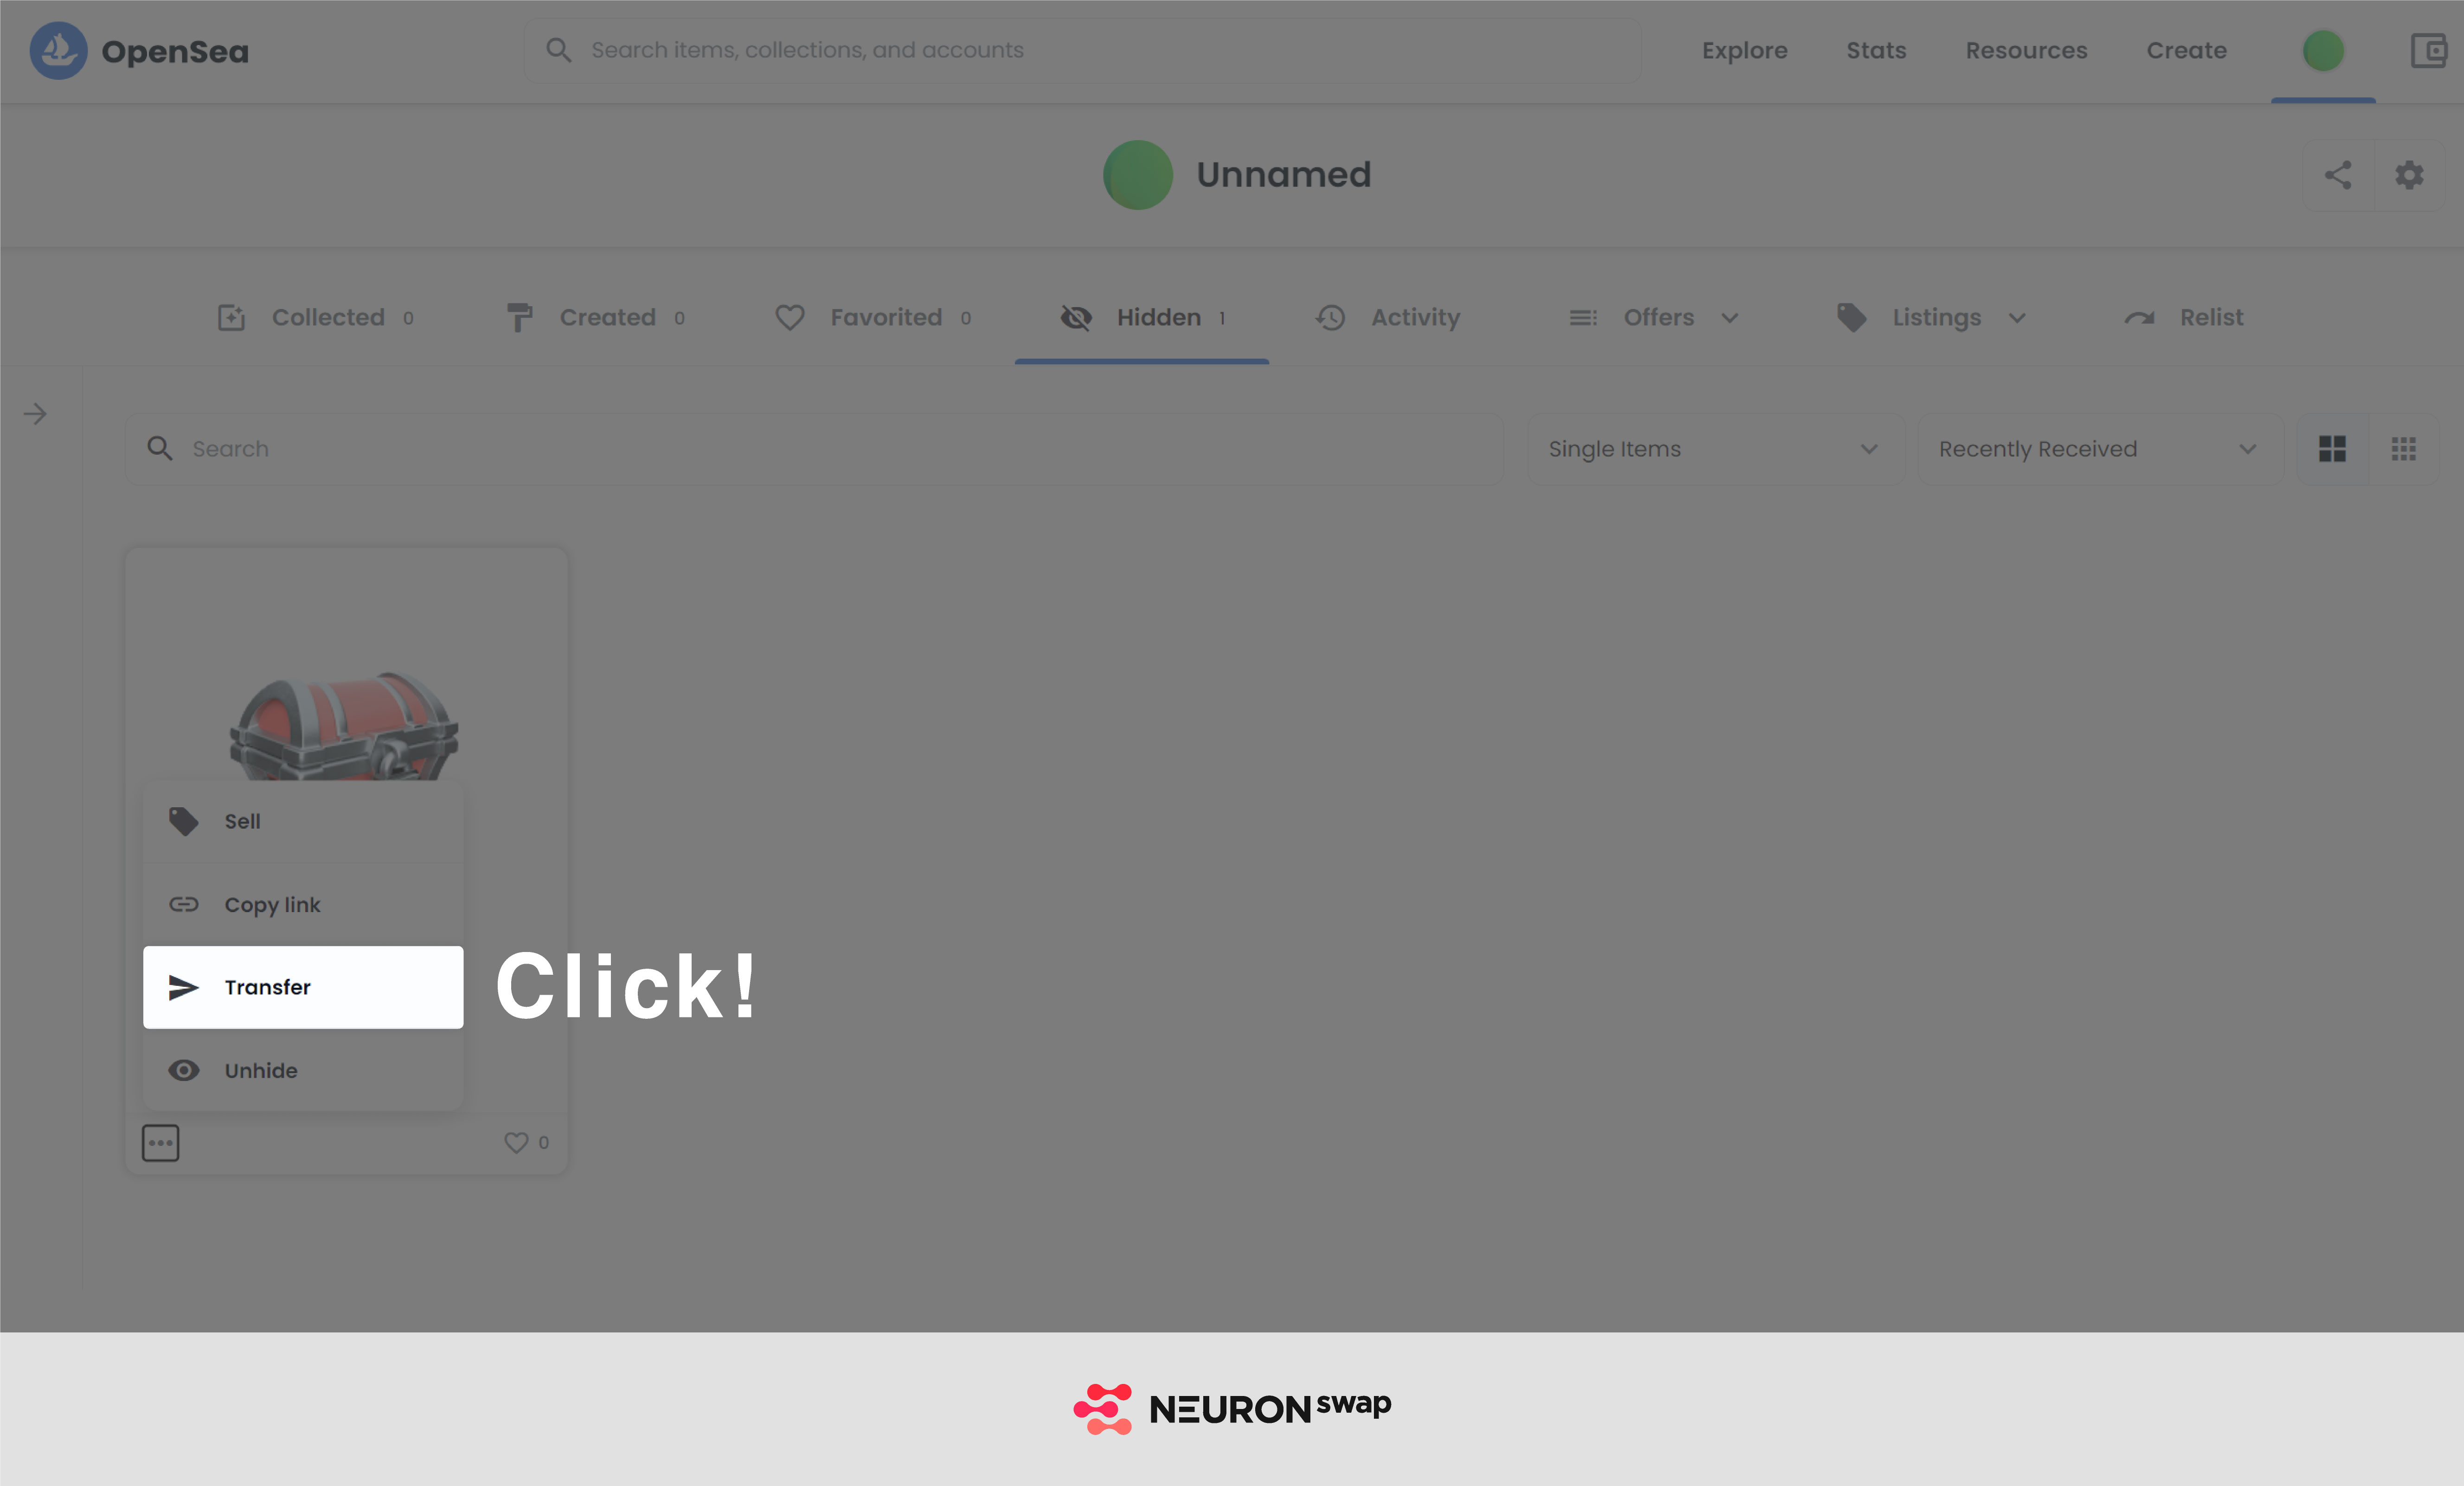 OpenSea
Search items, collections, and accounts
Explore
Stats
Resources
Create
Unnamed
Collected 0
Created 0
Favorited 0
Hidden 1
Activity
Offers
Listings
Relist
Search
Single Items
Recently Received
Sell
Copy link
Transfer
Click!
Unhide
0
NEURON swap